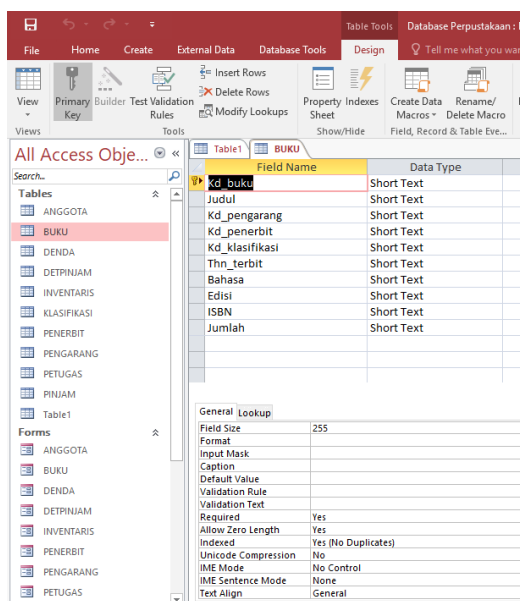 Table Tools Database Perpustakaan :
File Home Create External Data Database Tools Design Tell me what you wan
View Primary Key Builder Test Validation Rules Insert Rows Delete Rows Modify Lookups Property Sheet Indexes Create Data Macros Rename/ Delete Macro
Views Tools Show/Hide Field, Record & Table Eve...
All Access Obje... «
Search...
Tables
ANGGOTA
BUKU
DENDA
DETPINJAM
INVENTARIS
KLASIFIKASI
PENERBIT
PENGARANG
PETUGAS
PINJAM
Table1
Forms
ANGGOTA
BUKU
DENDA
DETPINJAM
INVENTARIS
PENERBIT
PENGARANG
PETUGAS
Table1 BUKU
Field Name Data Type
Kd_buku Short Text
Judul Short Text
Kd_pengarang Short Text
Kd_penerbit Short Text
Kd_klasifikasi Short Text
Thn_terbit Short Text
Bahasa Short Text
Edisi Short Text
ISBN Short Text
Jumlah Short Text
General Lookup
Field Size 255
Format
Input Mask
Caption
Default Value
Validation Rule
Validation Text
Required Yes
Allow Zero Length Yes
Indexed Yes (No Duplicates)
Unicode Compression No
IME Mode No Control
IME Sentence Mode None
Text Align General